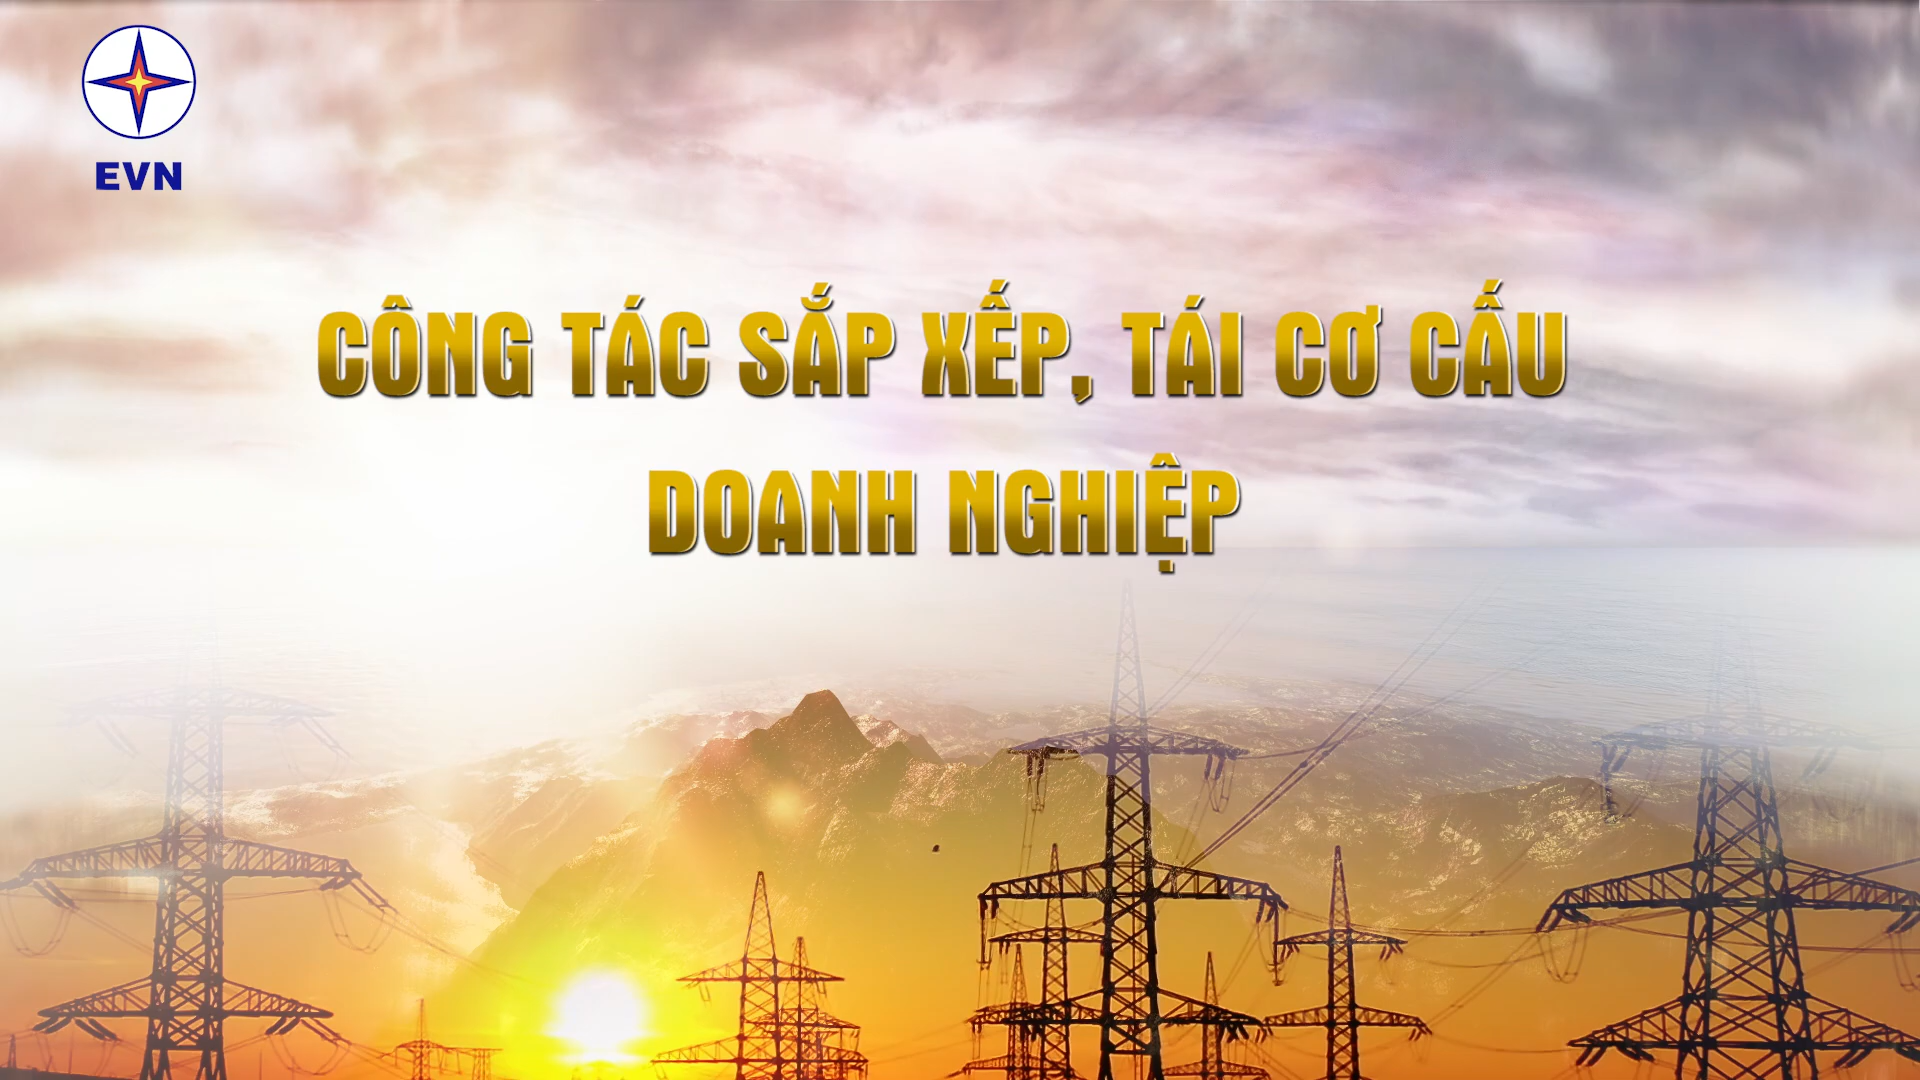 EVN
CÔNG TÁC SẮP XẾP, TÁI CƠ CẤU
DOANH NGHIỆP